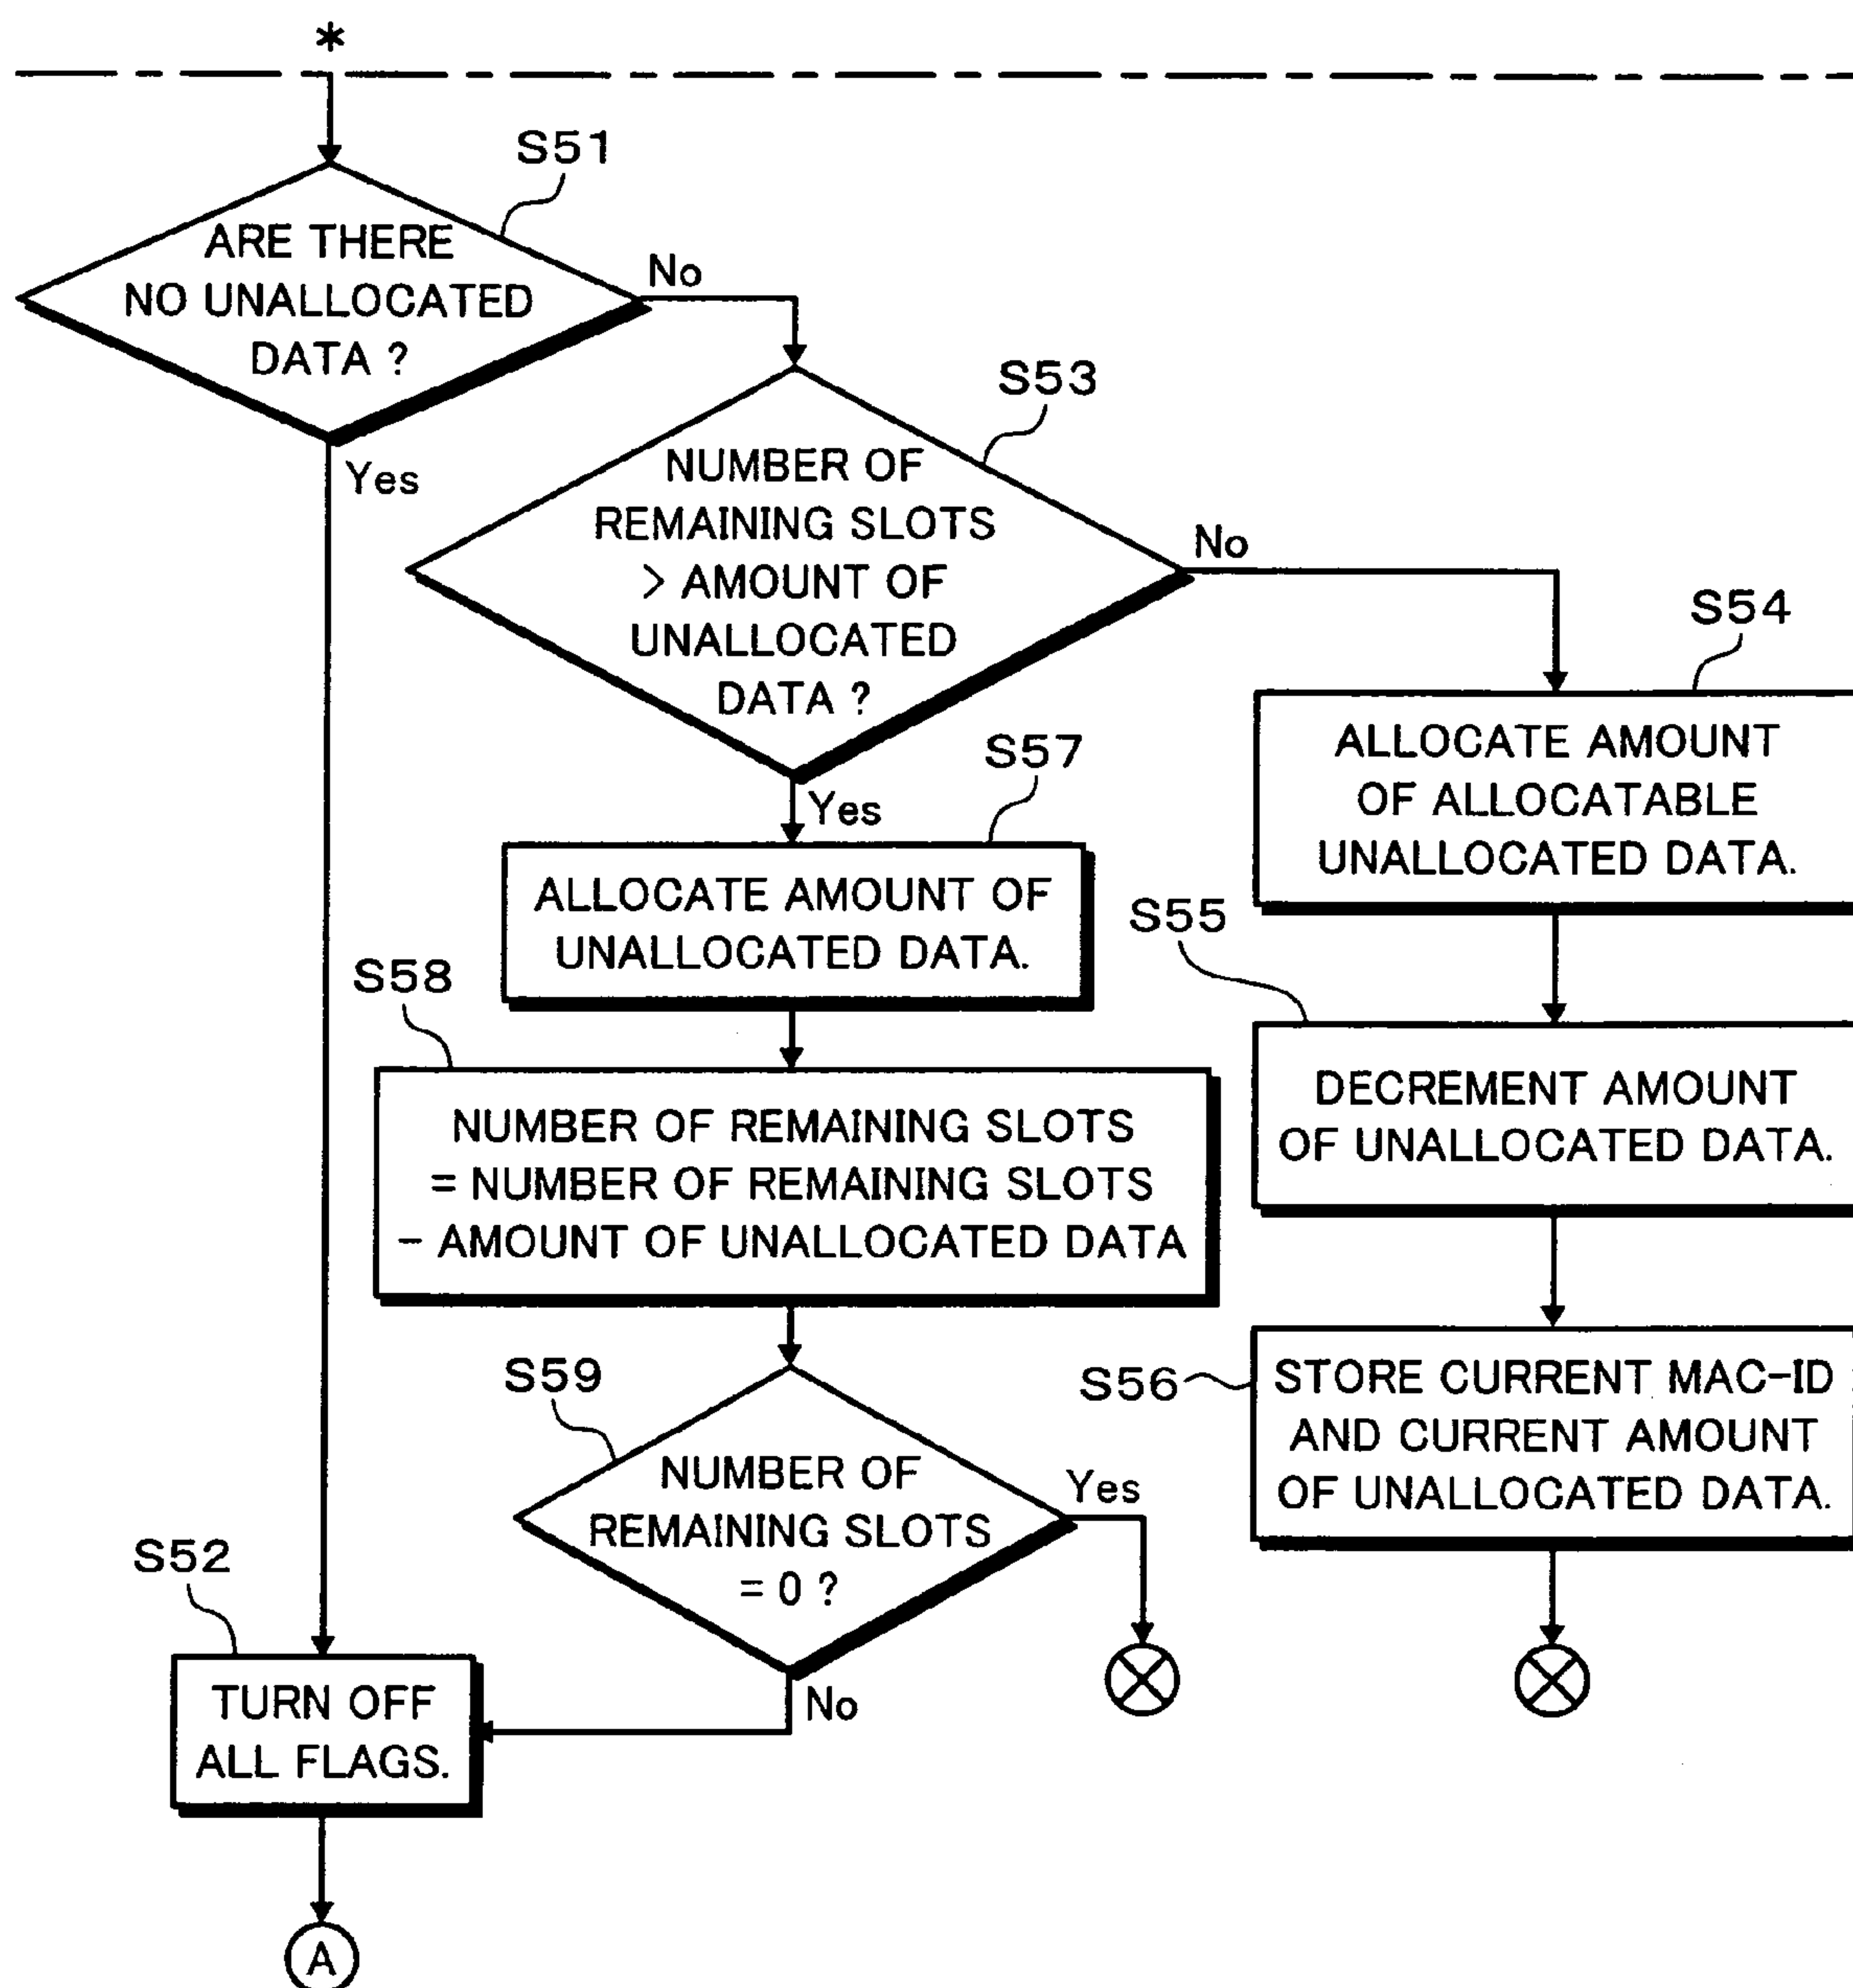 *
S51
ARE THERE
NO UNALLOCATED
DATA ?
No
Yes
S53
NUMBER OF
REMAINING SLOTS
> AMOUNT OF
UNALLOCATED
DATA ?
No
Yes
S54
ALLOCATE AMOUNT
OF ALLOCATABLE
UNALLOCATED DATA.
S57
ALLOCATE AMOUNT OF
UNALLOCATED DATA.
S55
DECREMENT AMOUNT
OF UNALLOCATED DATA.
S58
NUMBER OF REMAINING SLOTS
= NUMBER OF REMAINING SLOTS
- AMOUNT OF UNALLOCATED DATA
S56
STORE CURRENT MAC-ID
AND CURRENT AMOUNT
OF UNALLOCATED DATA.
S59
NUMBER OF
REMAINING SLOTS
= 0 ?
Yes
No
S52
TURN OFF
ALL FLAGS.
A